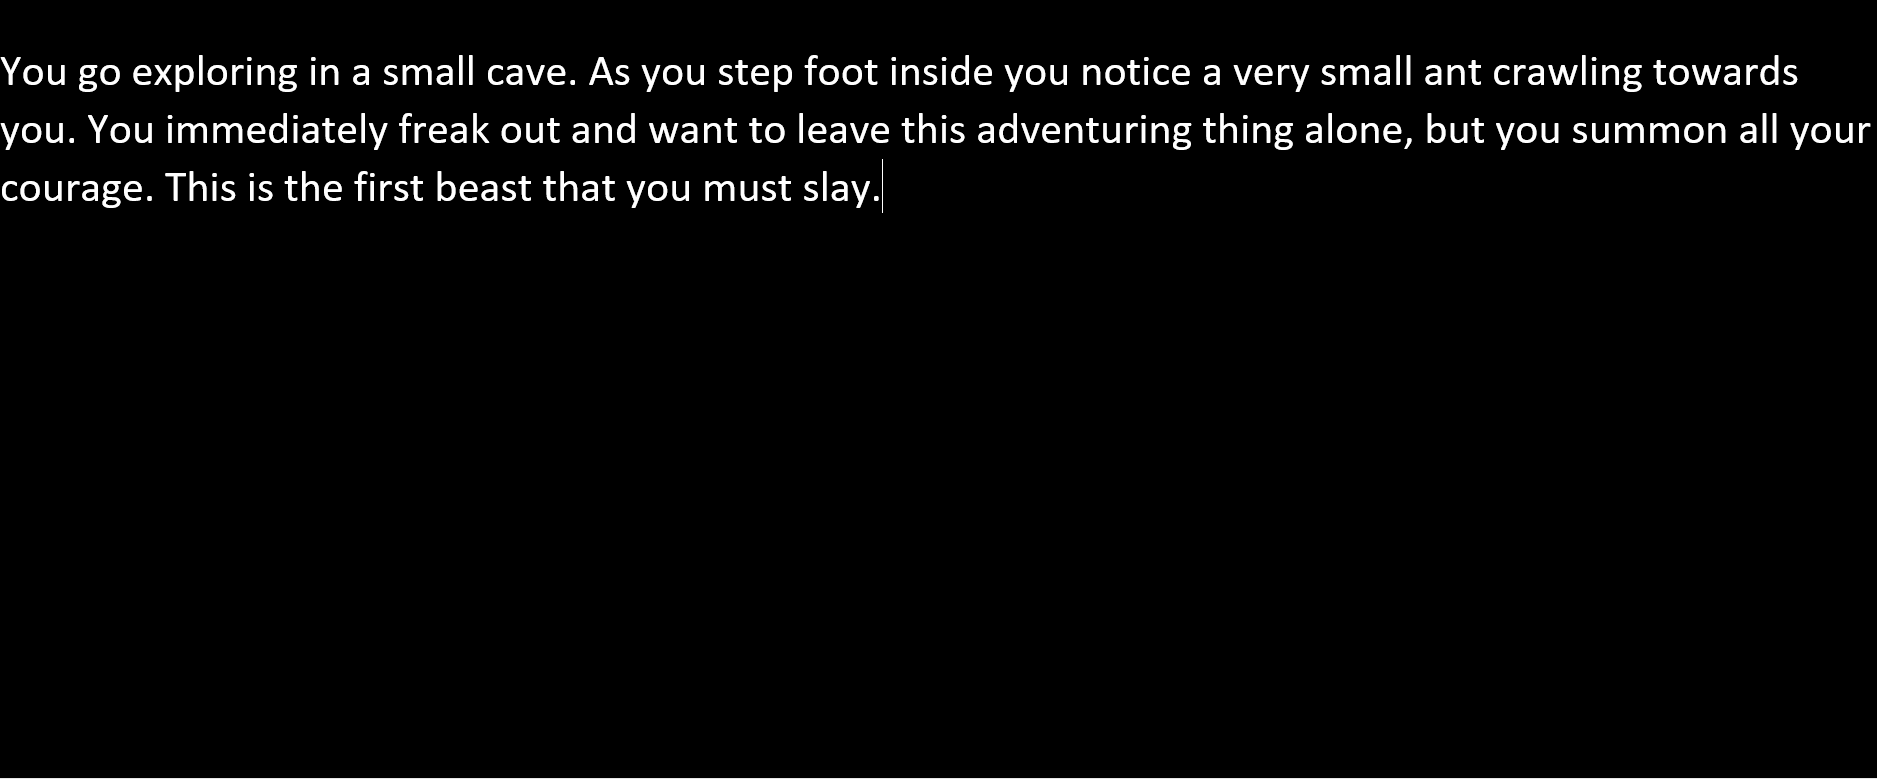 You go exploring in a small cave. As you step foot inside you notice a very small ant crawling towards
you. You immediately freak out and want to leave this adventuring thing alone, but you summon all your
courage. This is the first beast that you must slay.